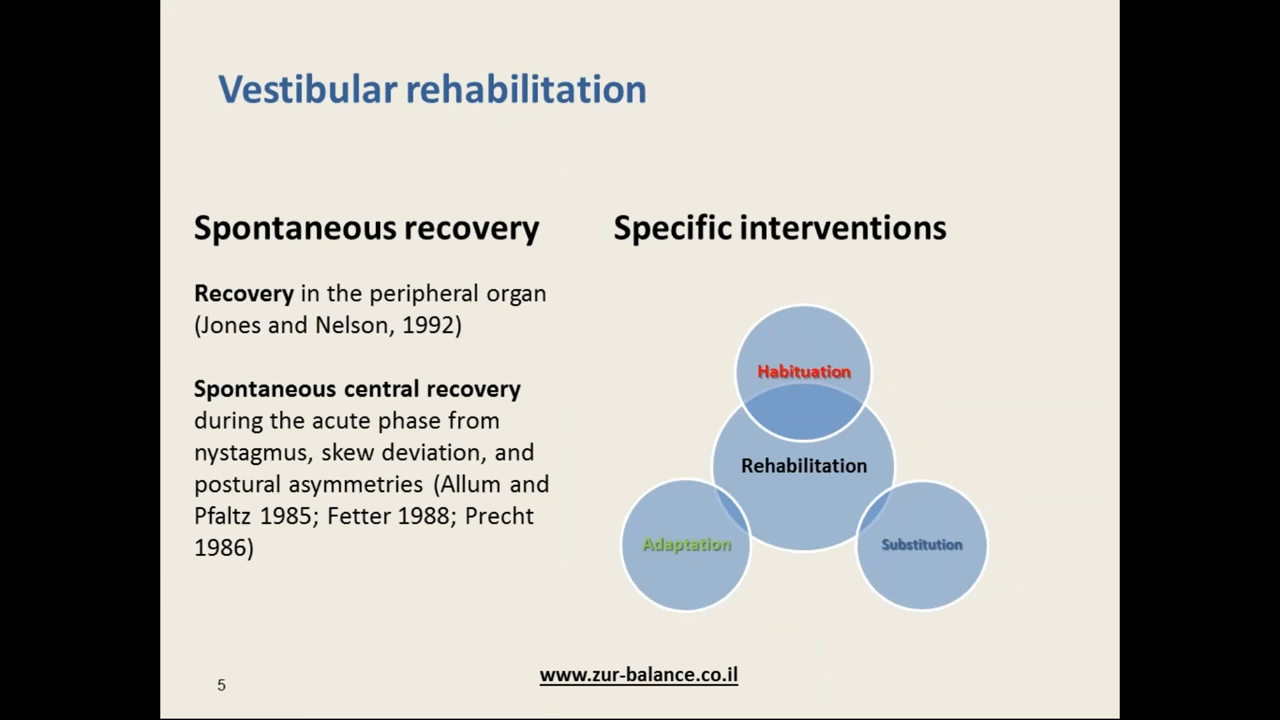 Vestibular rehabilitation
Spontaneous recovery
Recovery in the peripheral organ
(Jones and Nelson, 1992)
Spontaneous central recovery
during the acute phase from
nystagmus, skew deviation, and
postural asymmetries (Allum and
Pfaltz 1985; Fetter 1988; Precht
1986)
Specific interventions
Habituation
Rehabilitation
Adaptation
Substitution
www.zur-balance.co.il
5